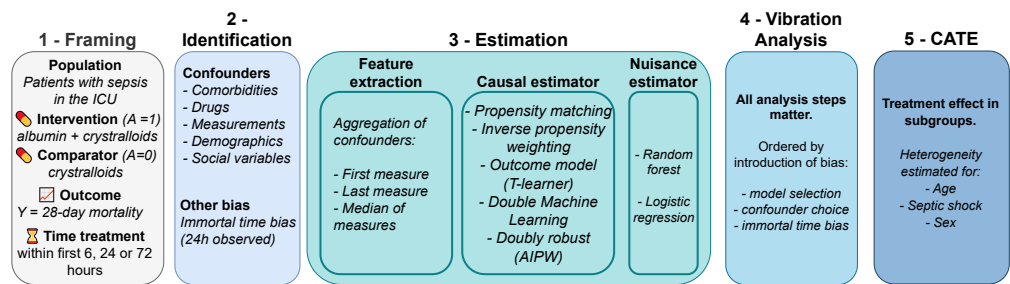 1 - Framing
Population
Patients with sepsis
in the ICU
Intervention (A =1)
albumin + crystralloids
Comparator (A=0)
crystralloids
Outcome
Y = 28-day mortality
Time treatment
within first 6, 24 or 72
hours
2 -
Identification
Confounders
- Comorbidities
- Drugs
- Measurements
- Demographics
- Social variables
Other bias
Immortal time bias
(24h observed)
3 - Estimation
Feature
extraction
Aggregation of
confounders:
- First measure
- Last measure
- Median of
measures
Causal estimator
- Propensity matching
- Inverse propensity
weighting
- Outcome model
(T-learner)
- Double Machine
Learning
- Doubly robust
(AIPW)
Nuisance
estimator
- Random
forest
- Logistic
regression
4 - Vibration
Analysis
All analysis steps
matter.
Ordered by
introduction of bias:
- model selection
- confounder choice
- immortal time bias
5 - CATE
Treatment effect in
subgroups.
Heterogeneity
estimated for:
- Age
- Septic shock
- Sex